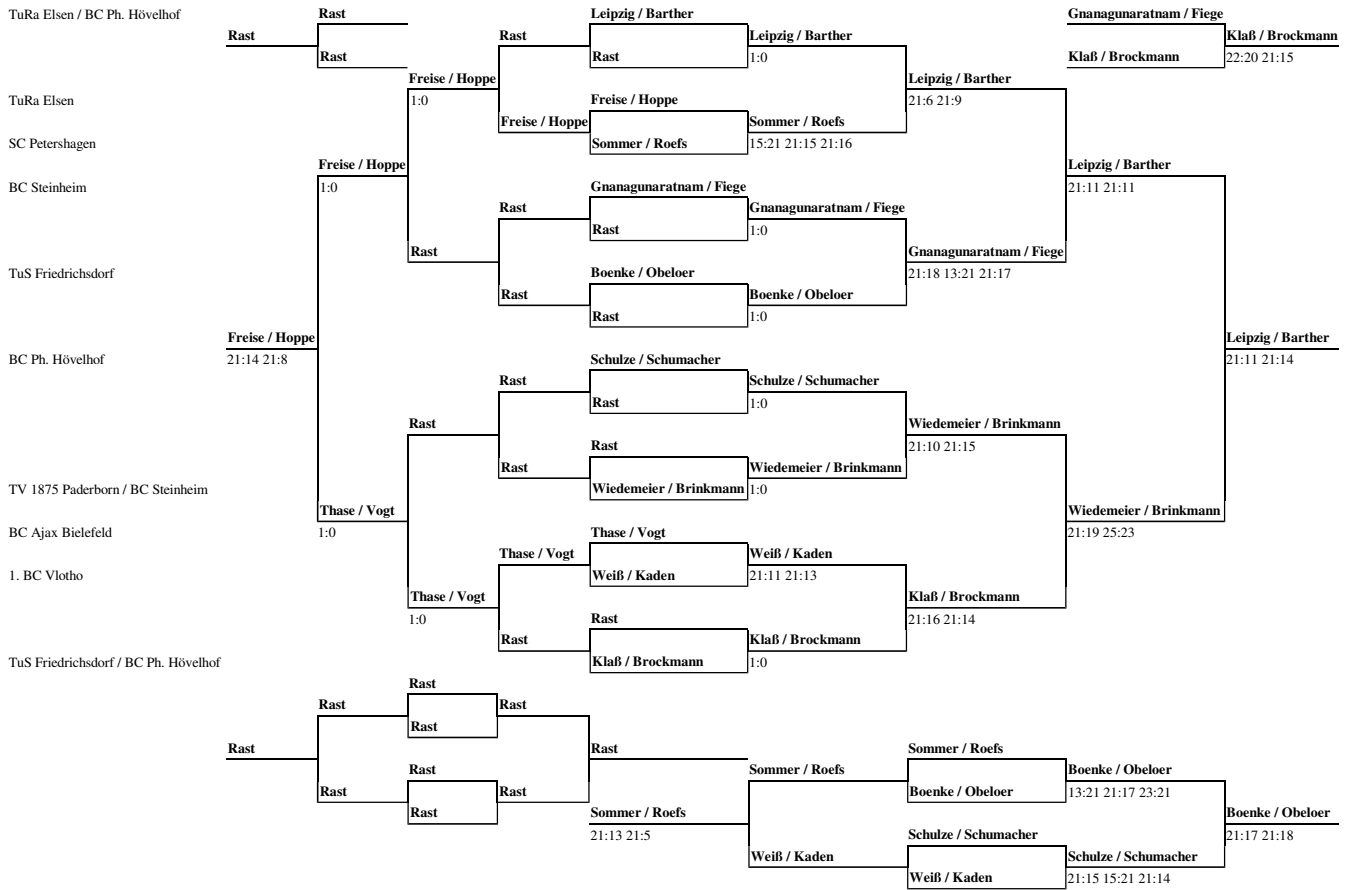 TuRa Elsen / BC Ph. Hövelhof Rast Leipzig / Barther Gnanagunaratnam / Fiege
Rast Rast Leipzig / Barther Klaß / Brockmann
Rast Rast 1:0 Klaß / Brockmann 22:20 21:15
Freise / Hoppe Leipzig / Barther
TuRa Elsen 1:0 Freise / Hoppe 21:6 21:9
Freise / Hoppe Sommer / Roefs
SC Petershagen Sommer / Roefs 15:21 21:15 21:16
Freise / Hoppe Leipzig / Barther
BC Steinheim 1:0 Gnanagunaratnam / Fiege 21:11 21:11
Rast Gnanagunaratnam / Fiege
Rast 1:0
Rast Gnanagunaratnam / Fiege
TuS Friedrichsdorf Boenke / Obeloer 21:18 13:21 21:17
Rast Boenke / Obeloer
Rast 1:0
Freise / Hoppe Leipzig / Barther
BC Ph. Hövelhof 21:14 21:8 Schulze / Schumacher 21:11 21:14
Rast Schulze / Schumacher
Rast 1:0
Rast Wiedemeier / Brinkmann
Rast 21:10 21:15
Rast Wiedemeier / Brinkmann
TV 1875 Paderborn / BC Steinheim Wiedemeier / Brinkmann 1:0
Thase / Vogt Wiedemeier / Brinkmann
BC Ajax Bielefeld 1:0 Thase / Vogt 21:19 25:23
Thase / Vogt Weiß / Kaden
1. BC Vlotho Weiß / Kaden 21:11 21:13
Thase / Vogt Klaß / Brockmann
1:0 Rast 21:16 21:14
Rast Klaß / Brockmann
TuS Friedrichsdorf / BC Ph. Hövelhof Klaß / Brockmann 1:0
Rast
Rast Rast
Rast
Rast Rast Sommer / Roefs
Rast Sommer / Roefs Boenke / Obeloer
Rast Rast Boenke / Obeloer 13:21 21:17 23:21
Rast Sommer / Roefs Boenke / Obeloer
21:13 21:5 Schulze / Schumacher 21:17 21:18
Weiß / Kaden Schulze / Schumacher
Weiß / Kaden 21:15 15:21 21:14